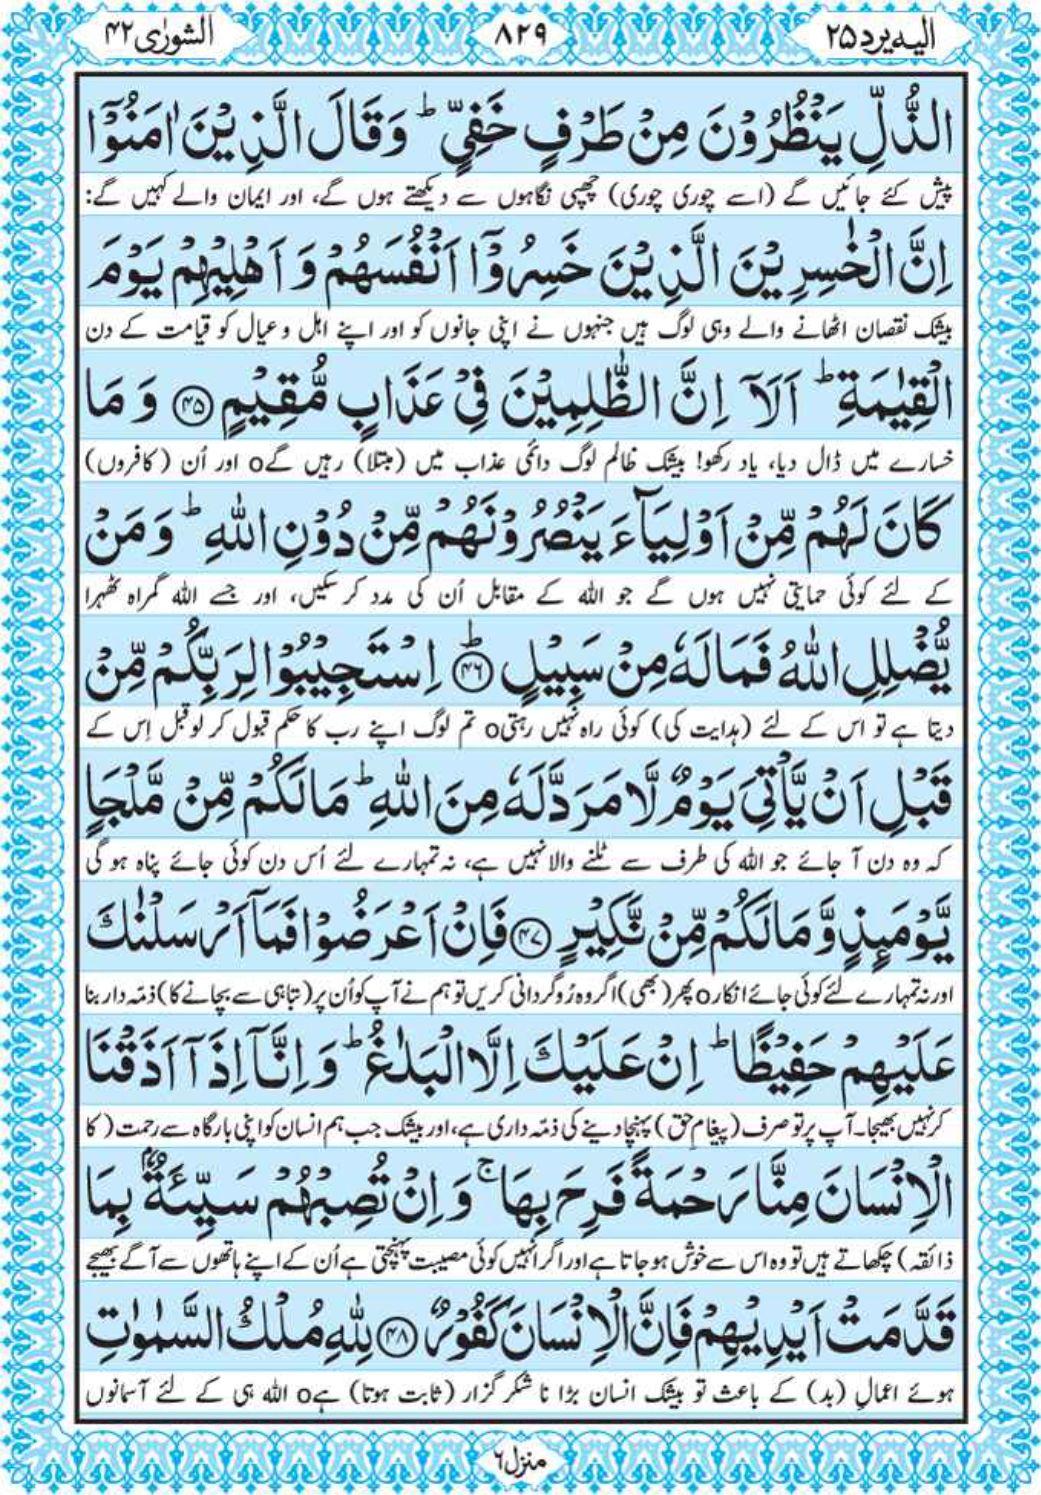 الشورٰی ۴۲ ۸۲۹ الیه یرد ۲۵
الذُّلِّ يَنْظُرُوْنَ مِنْ طَرْفٍ خَفِيٍّ ؕ وَقَالَ الَّذِيْنَ اٰمَنُوْۤا
پیش کئے جائیں گے (اسے چوری چوری) چھپی نگاہوں سے دیکھتے ہوں گے، اور ایمان والے کہیں گے:
اِنَّ الْخٰسِرِيْنَ الَّذِيْنَ خَسِرُوْۤا اَنْفُسَهُمْ وَ اَهْلِيْهِمْ يَوْمَ
بیشک نقصان اٹھانے والے وہی لوگ ہیں جنہوں نے اپنی جانوں کو اور اپنے اہل و عیال کو قیامت کے دن
الْقِيٰمَةِ ؕ اَلَاۤ اِنَّ الظّٰلِمِيْنَ فِيْ عَذَابٍ مُّقِيْمٍ ﴿۴۵﴾ وَ مَا
خسارے میں ڈال دیا، یاد رکھو! بیشک ظالم لوگ دائمی عذاب میں (مبتلا) رہیں گےo اور اُن (کافروں)
كَانَ لَهُمْ مِّنْ اَوْلِيَآءَ يَنْصُرُوْنَهُمْ مِّنْ دُوْنِ اللّٰهِ ؕ وَ مَنْ
کے لئے کوئی حمایتی نہیں ہوں گے جو اللہ کے مقابل اُن کی مدد کر سکیں، اور جسے اللہ گمراہ ٹھہرا
يُّضْلِلِ اللّٰهُ فَمَا لَهٗ مِنْ سَبِيْلٍ ؕ﴿۴۶﴾ اِسْتَجِيْبُوْا لِرَبِّكُمْ مِّنْ
دیتا ہے تو اس کے لئے (ہدایت کی) کوئی راہ نہیں رہتیo تم لوگ اپنے رب کا حکم قبول کر لو قبل اِس کے
قَبْلِ اَنْ يَّاْتِيَ يَوْمٌ لَّا مَرَدَّ لَهٗ مِنَ اللّٰهِ ؕ مَا لَكُمْ مِّنْ مَّلْجَاٍ
کہ وہ دن آ جائے جو اللہ کی طرف سے ٹلنے والا نہیں ہے، نہ تمہارے لئے اُس دن کوئی جائے پناہ ہو گی
يَّوْمَئِذٍ وَّ مَا لَكُمْ مِّنْ نَّكِيْرٍ ﴿۴۷﴾ فَاِنْ اَعْرَضُوْا فَمَاۤ اَرْسَلْنٰكَ
اور نہ تمہارے لئے کوئی جائے انکارo پھر (بھی) اگر وہ رُوگردانی کریں تو ہم نے آپ کو اُن پر (تباہی سے بچانے کا) ذمّہ دار بنا
عَلَيْهِمْ حَفِيْظًا ؕ اِنْ عَلَيْكَ اِلَّا الْبَلٰغُ ؕ وَ اِنَّاۤ اِذَاۤ اَذَقْنَا
کر نہیں بھیجا۔ آپ پر تو صرف (پیغامِ حق) پہنچا دینے کی ذمّہ داری ہے، اور بیشک جب ہم انسان کو اپنی بارگاہ سے رحمت (کا
الْاِنْسَانَ مِنَّا رَحْمَةً فَرِحَ بِهَا ۚ وَ اِنْ تُصِبْهُمْ سَيِّئَةٌۢ بِمَا
ذائقہ) چکھاتے ہیں تو وہ اس سے خوش ہو جاتا ہے اور اگر انہیں کوئی مصیبت پہنچتی ہے اُن کے اپنے ہاتھوں سے آگے بھیجے
قَدَّمَتْ اَيْدِيْهِمْ فَاِنَّ الْاِنْسَانَ كَفُوْرٌ ﴿۴۸﴾ لِلّٰهِ مُلْكُ السَّمٰوٰتِ
ہوئے اعمالِ (بد) کے باعث تو بیشک انسان بڑا نا شکر گزار (ثابت ہوتا) ہےo اللہ ہی کے لئے آسمانوں
منزل ۶